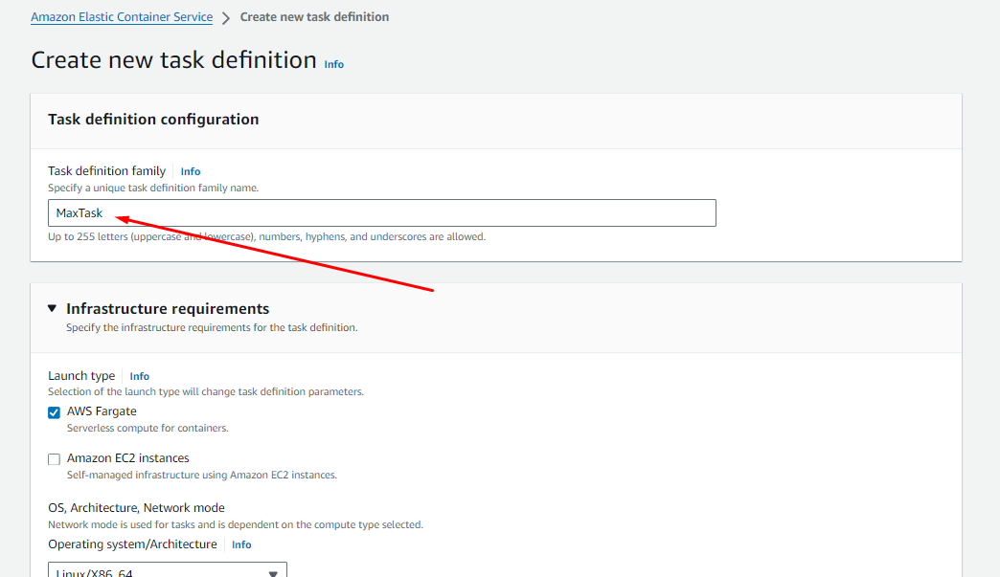 Amazon Elastic Container Service > Create new task definition
Create new task definition Info
Task definition configuration
Task definition family Info
Specify a unique task definition family name.
MaxTask
Up to 255 letters (uppercase and lowercase), numbers, hyphens, and underscores are allowed.
Infrastructure requirements
Specify the infrastructure requirements for the task definition.
Launch type Info
Selection of the launch type will change task definition parameters.
AWS Fargate
Serverless compute for containers.
Amazon EC2 instances
Self-managed infrastructure using Amazon EC2 instances.
OS, Architecture, Network mode
Network mode is used for tasks and is dependent on the compute type selected.
Operating system/Architecture Info
Linux/X86_64